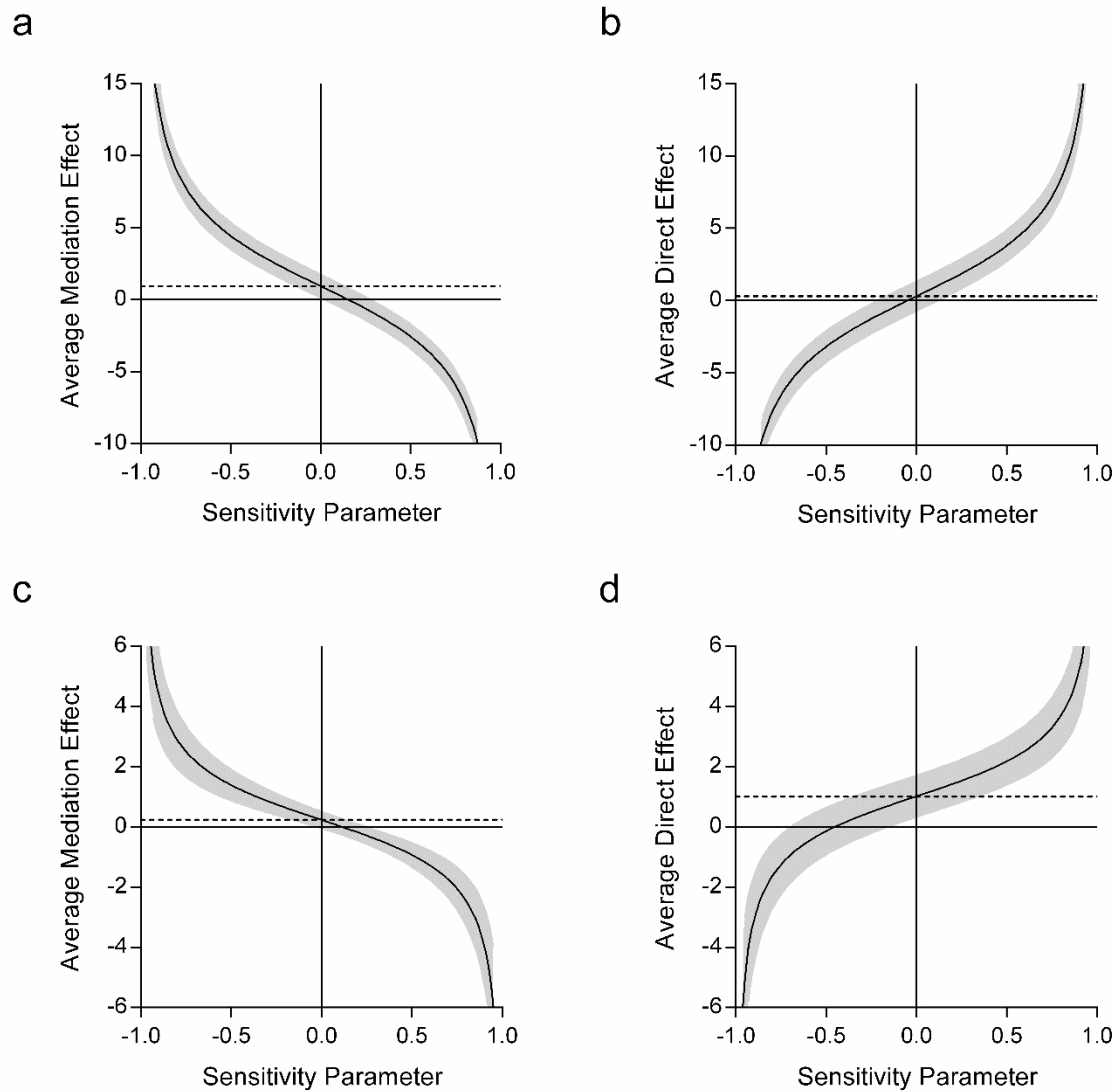 a
b
15
10
5
0
-5
-10
Average Mediation Effect
-1.0 -0.5 0.0 0.5 1.0
Sensitivity Parameter
15
10
5
0
-5
-10
Average Direct Effect
-1.0 -0.5 0.0 0.5 1.0
Sensitivity Parameter
c
d
6
4
2
0
-2
-4
-6
Average Mediation Effect
-1.0 -0.5 0.0 0.5 1.0
Sensitivity Parameter
6
4
2
0
-2
-4
-6
Average Direct Effect
-1.0 -0.5 0.0 0.5 1.0
Sensitivity Parameter